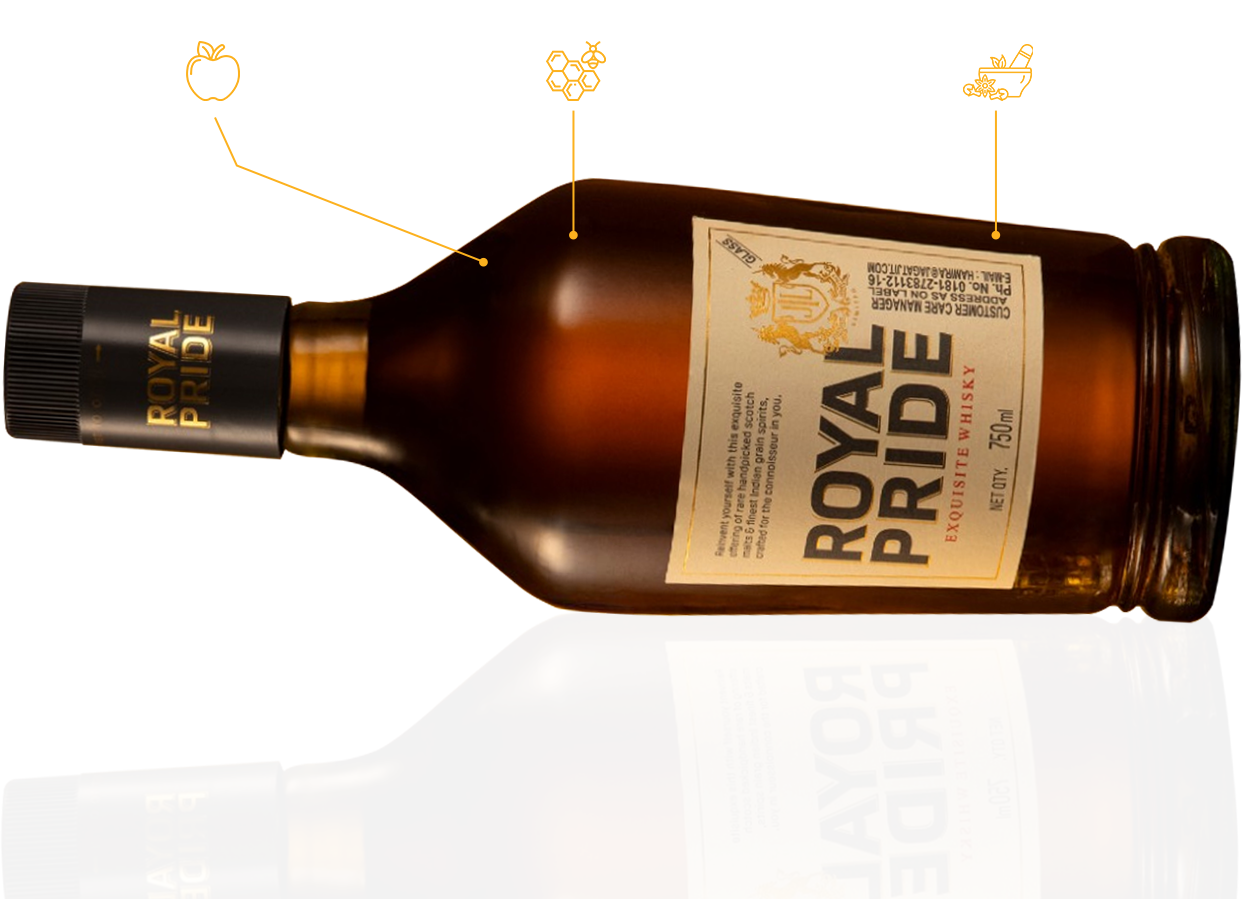 ROYAL
PRIDE
Reinvent yourself with this exquisite
offering of rare handpicked scotch
malts & finest Indian grain spirits,
crafted for the connoisseur in you.
GLASS
JL
ROYAL
PRIDE
EXQUISITE WHISKY
NET QTY. 750ml
CUSTOMER CARE MANAGER
ADDRESS AS ON LABEL
Ph. No. 0181-2783112-16
E-MAIL : HAMIRA@JAGATJIT.COM